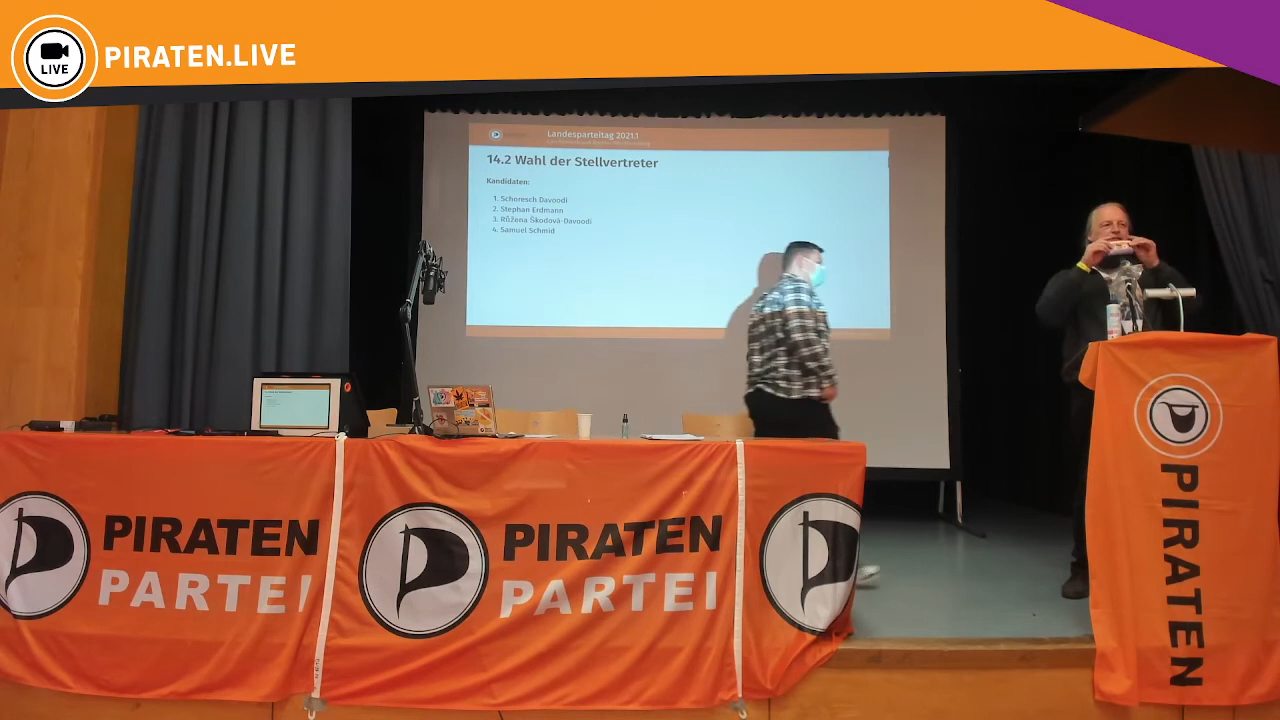 LIVE
PIRATEN.LIVE
Landesparteitag 2021.1
14.2 Wahl der Stellvertreter
Kandidaten:
1. Schoresch Davoodi
2. Stephan Erdmann
3. Růžena Škodová-Davoodi
4. Samuel Schmid
PIRATEN
PARTEI
PIRATEN
PARTEI
PIRATEN